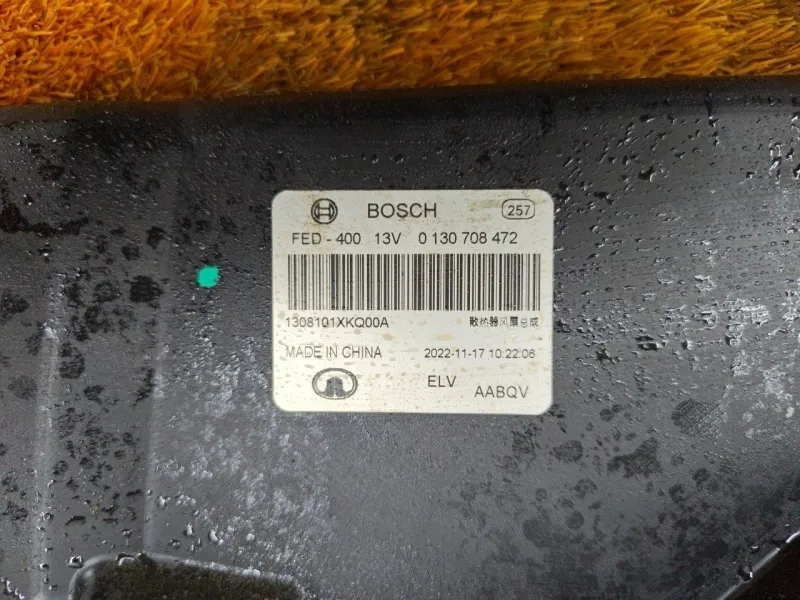 BOSCH 257
FED - 400 13V 0 130 708 472
1308101XKQ00A 散热器风扇总成
MADE IN CHINA 2022-11-17 10:22:06
ELV AABQV